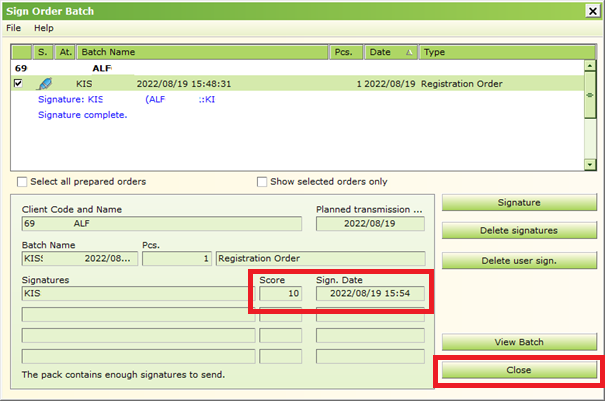 Sign Order Batch
File Help
S. At. Batch Name Pcs. Date Type
69 ALF
KIS 2022/08/19 15:48:31 1 2022/08/19 Registration Order
Signature: KIS (ALF ::KI
Signature complete.
Select all prepared orders Show selected orders only
Client Code and Name Planned transmission ...
69 ALF 2022/08/19
Batch Name Pcs.
KIS! 2022/08... 1 Registration Order
Signatures Score Sign. Date
KIS 10 2022/08/19 15:54
The pack contains enough signatures to send.
Signature
Delete signatures
Delete user sign.
View Batch
Close